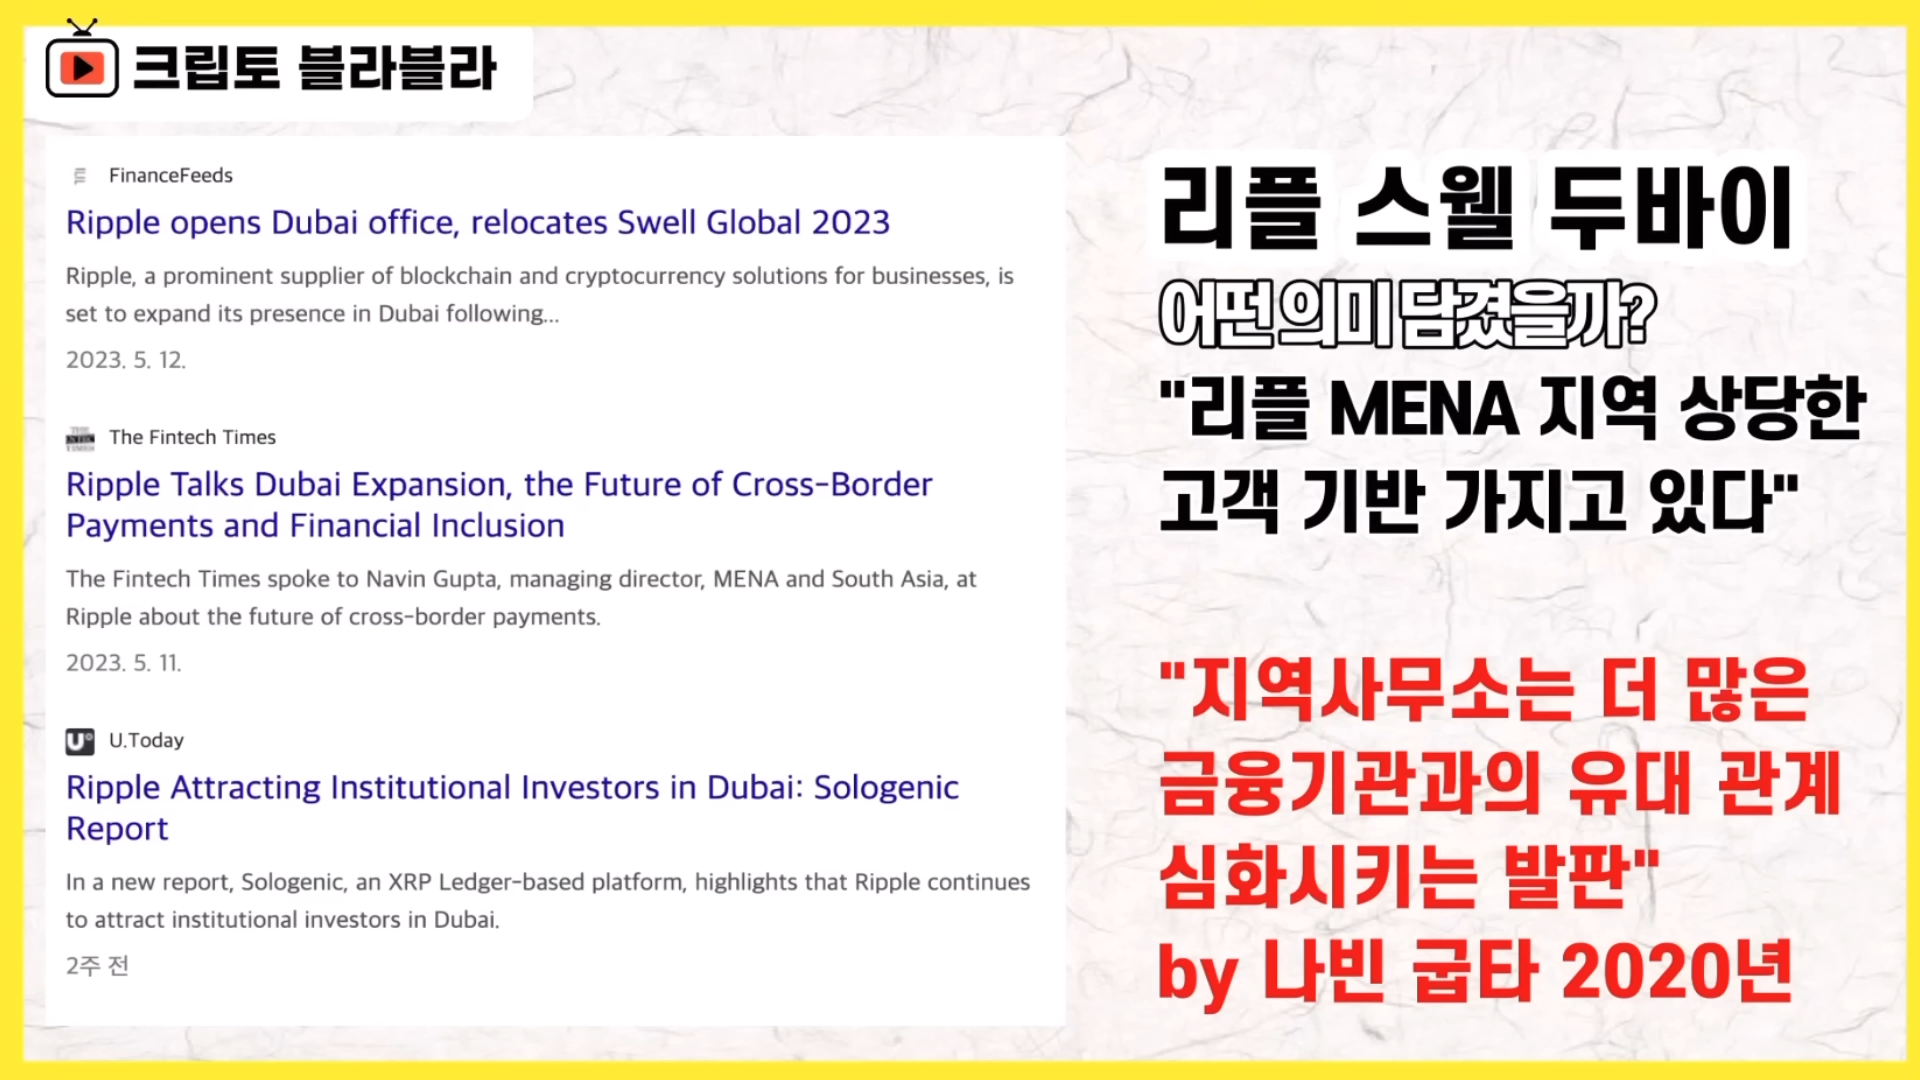 크립토 블라블라
FinanceFeeds
Ripple opens Dubai office, relocates Swell Global 2023
Ripple, a prominent supplier of blockchain and cryptocurrency solutions for businesses, is
set to expand its presence in Dubai following...
2023. 5. 12.
The Fintech Times
Ripple Talks Dubai Expansion, the Future of Cross-Border
Payments and Financial Inclusion
The Fintech Times spoke to Navin Gupta, managing director, MENA and South Asia, at
Ripple about the future of cross-border payments.
2023. 5. 11.
U.Today
Ripple Attracting Institutional Investors in Dubai: Sologenic
Report
In a new report, Sologenic, an XRP Ledger-based platform, highlights that Ripple continues
to attract institutional investors in Dubai.
2주 전
리플 스웰 두바이
어떤 의미 담겼을까?
"리플 MENA 지역 상당한
고객 기반 가지고 있다"
"지역사무소는 더 많은
금융기관과의 유대 관계
심화시키는 발판"
by 나빈 굽타 2020년